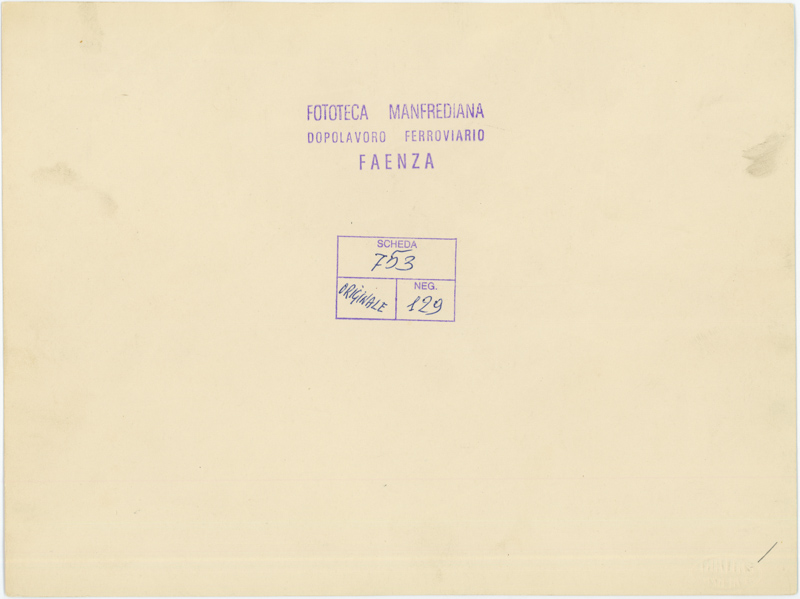 FOTOTECA MANFREDIANA
DOPOLAVORO FERROVIARIO
FAENZA
SCHEDA
753
ORIGINALE
NEG.
129